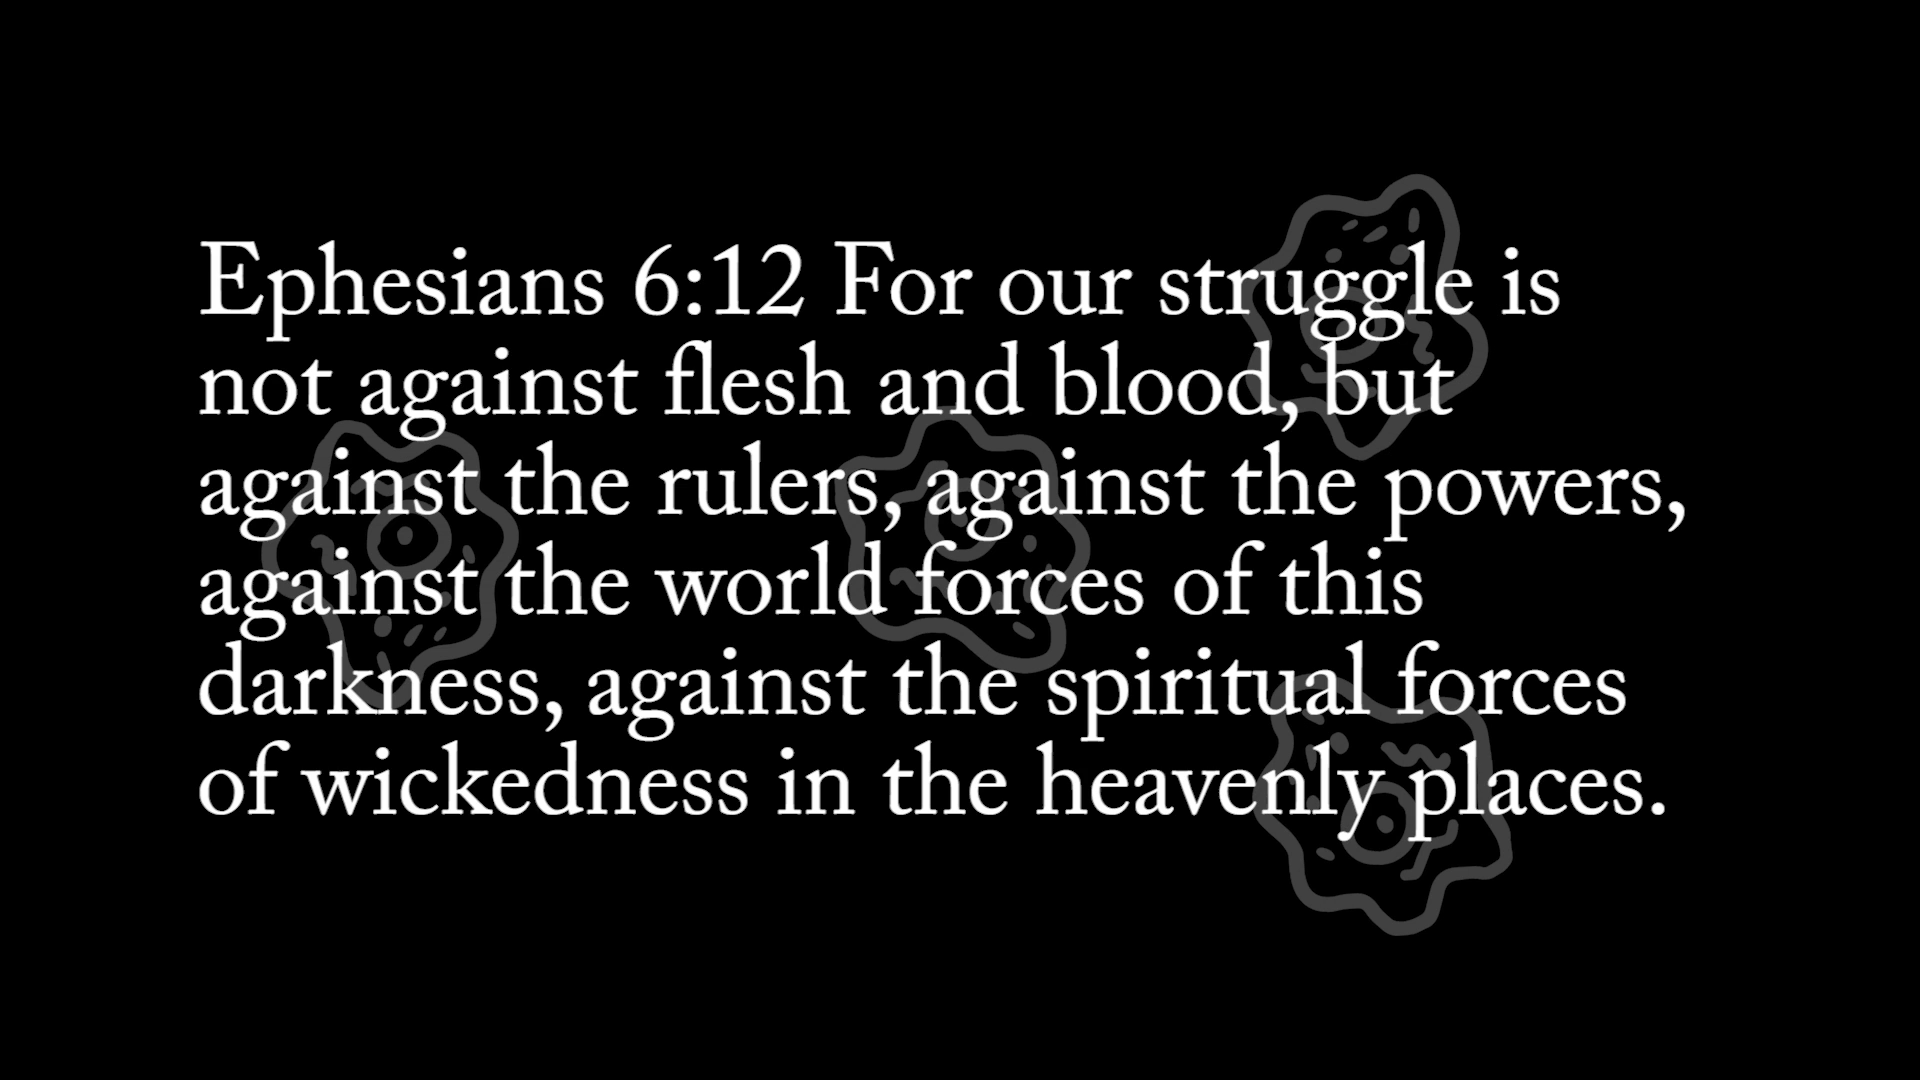 Ephesians 6:12 For our struggle is
not against flesh and blood, but
against the rulers, against the powers,
against the world forces of this
darkness, against the spiritual forces
of wickedness in the heavenly places.